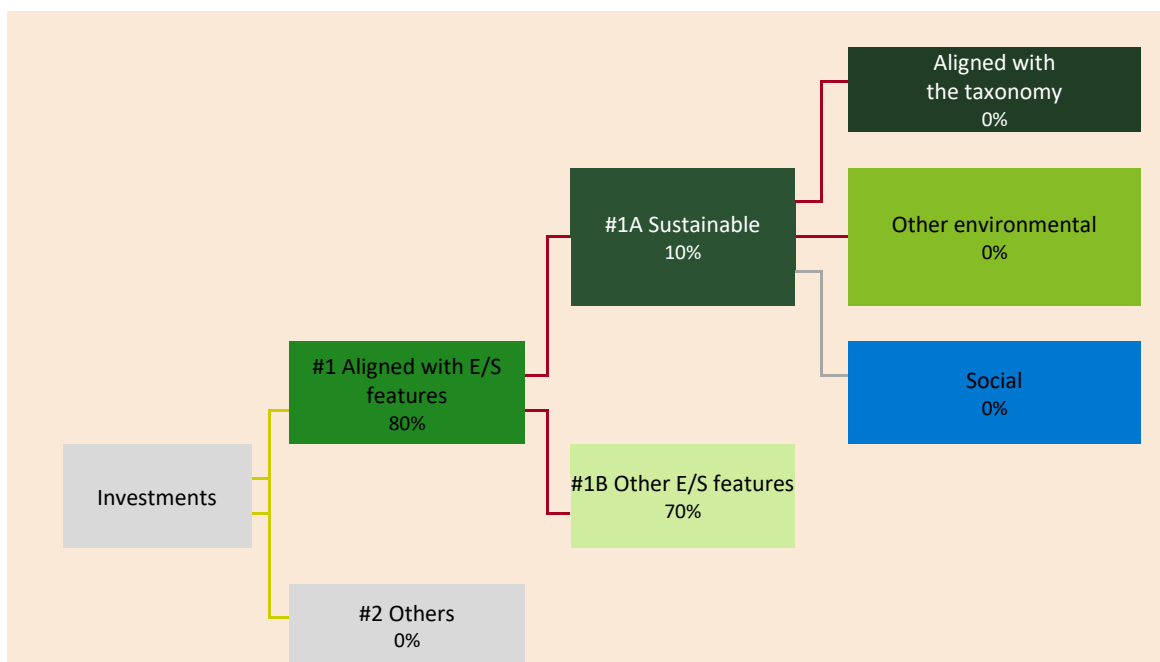 Aligned with
the taxonomy
0%
#1A Sustainable
10%
Other environmental
0%
#1 Aligned with E/S
features
80%
Social
0%
Investments
#1B Other E/S features
70%
#2 Others
0%